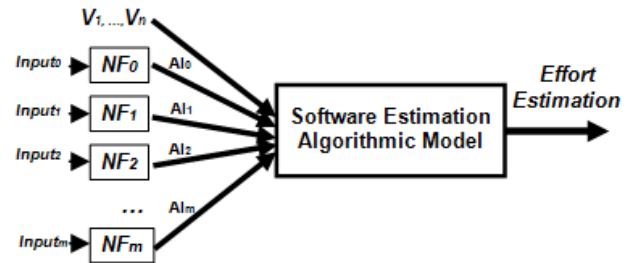 V1, ...,Vn
Input0 NF0 AI0
Input1 NF1 AI1
Input2 NF2 AI2
... AIm
Inputm NFm
Software Estimation
Algorithmic Model
Effort
Estimation